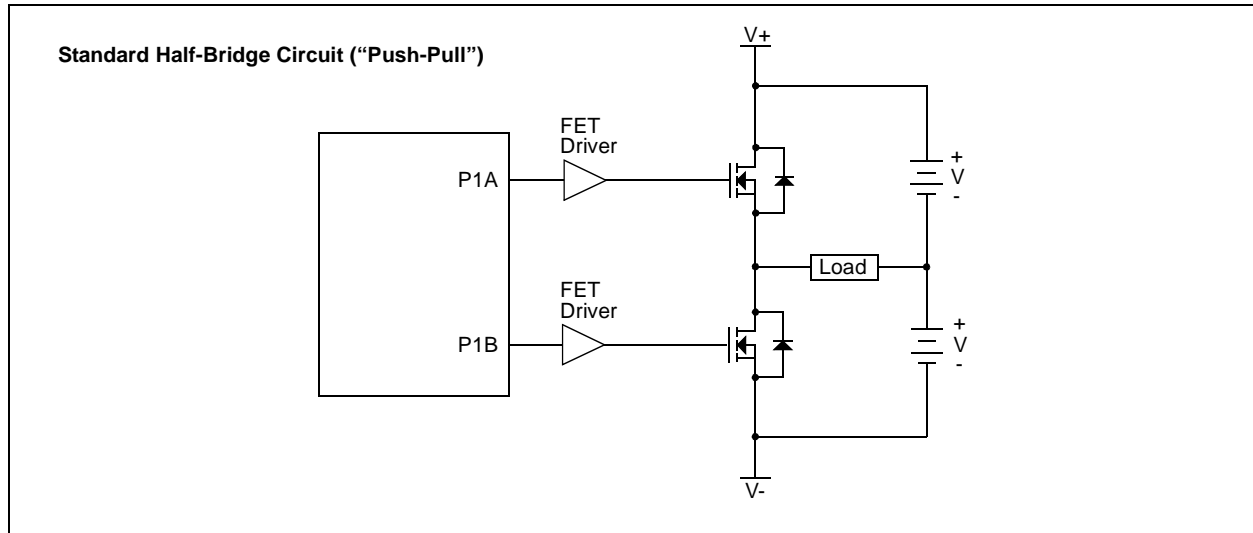 Standard Half-Bridge Circuit (“Push-Pull”)
V+
FET
Driver
P1A
+
V
-
Load
FET
Driver
P1B
+
V
-
V-